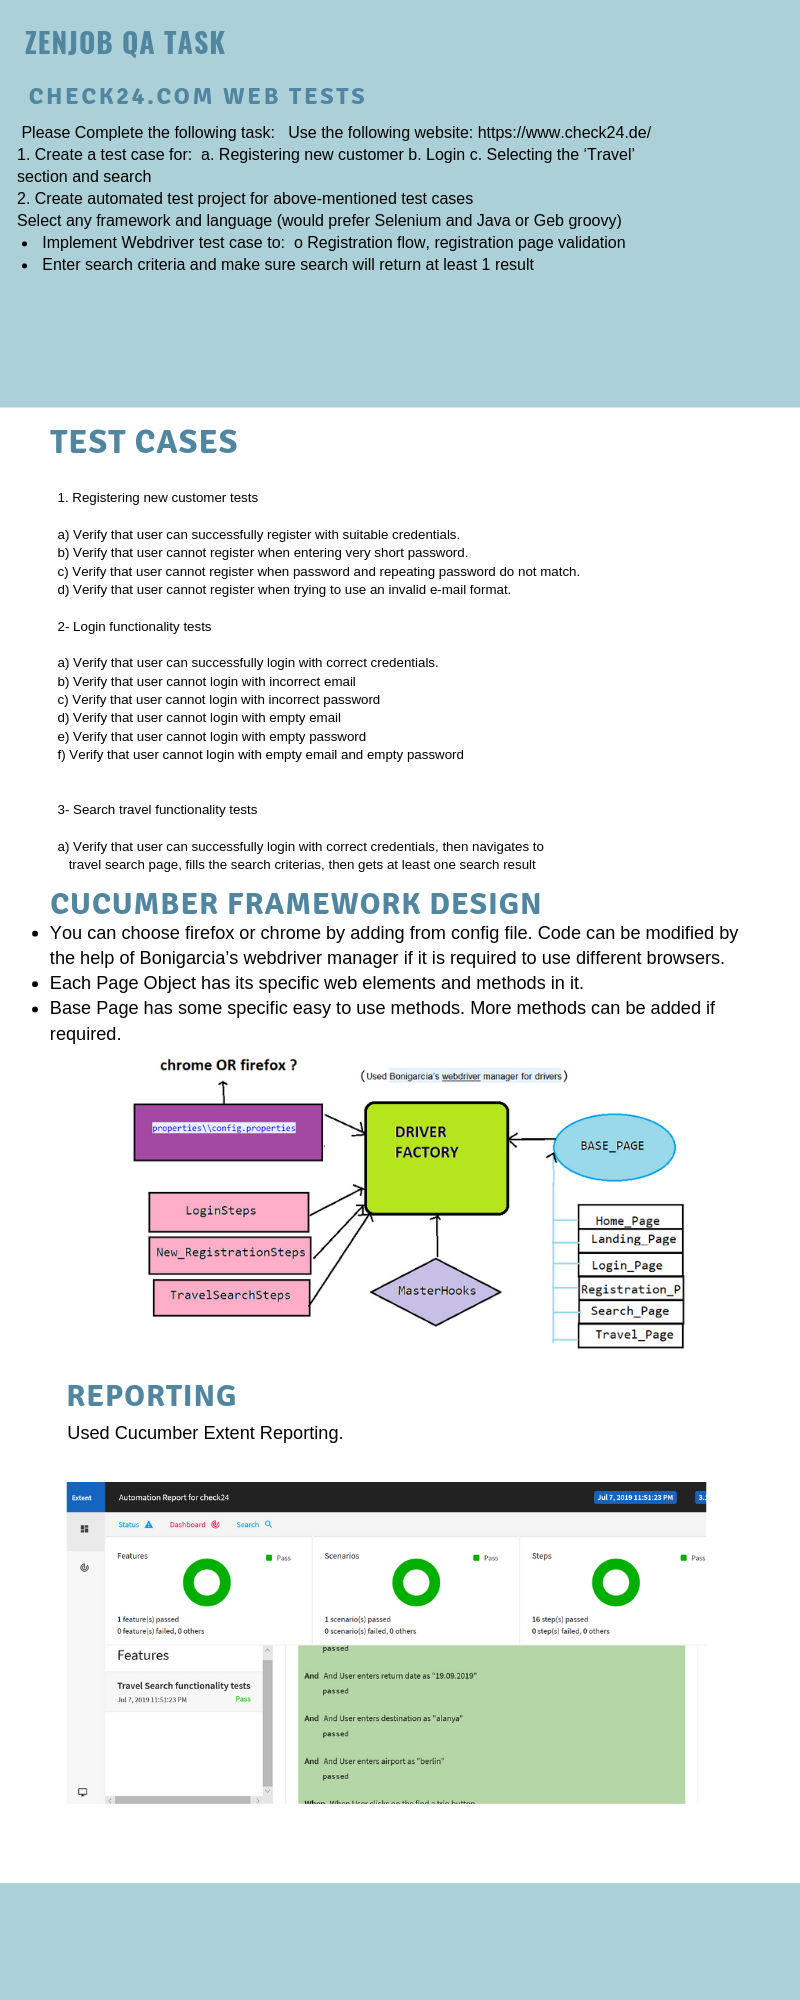 ZENJOB QA TASK
CHECK24.COM WEB TESTS
Please Complete the following task:   Use the following website: https://www.check24.de/
1. Create a test case for:  a. Registering new customer b. Login c. Selecting the ‘Travel’
section and search
2. Create automated test project for above-mentioned test cases
Select any framework and language (would prefer Selenium and Java or Geb groovy)
• Implement Webdriver test case to:  o Registration flow, registration page validation
• Enter search criteria and make sure search will return at least 1 result
TEST CASES
1. Registering new customer tests
a) Verify that user can successfully register with suitable credentials.
b) Verify that user cannot register when entering very short password.
c) Verify that user cannot register when password and repeating password do not match.
d) Verify that user cannot register when trying to use an invalid e-mail format.
2- Login functionality tests
a) Verify that user can successfully login with correct credentials.
b) Verify that user cannot login with incorrect email
c) Verify that user cannot login with incorrect password
d) Verify that user cannot login with empty email
e) Verify that user cannot login with empty password
f) Verify that user cannot login with empty email and empty password
3- Search travel functionality tests
a) Verify that user can successfully login with correct credentials, then navigates to
travel search page, fills the search criterias, then gets at least one search result
CUCUMBER FRAMEWORK DESIGN
• You can choose firefox or chrome by adding from config file. Code can be modified by
the help of Bonigarcia’s webdriver manager if it is required to use different browsers.
• Each Page Object has its specific web elements and methods in it.
• Base Page has some specific easy to use methods. More methods can be added if
required.
chrome OR firefox ?
(Used Bonigarcia's webdriver manager for drivers)
properties\\config.properties
DRIVER
FACTORY
BASE_PAGE
LoginSteps
New_RegistrationSteps
TravelSearchSteps
MasterHooks
Home_Page
Landing_Page
Login_Page
Registration_P
Search_Page
Travel_Page
REPORTING
Used Cucumber Extent Reporting.
Extent Automation Report for check24 Jul 7, 2019 11:51:23 PM 3.
Status Dashboard Search
Features Pass Scenarios Pass Steps Pass
1 feature(s) passed 1 scenario(s) passed 16 step(s) passed
0 feature(s) failed, 0 others 0 scenario(s) failed, 0 others 0 step(s) failed, 0 others
Features
Travel Search functionality tests
Jul 7, 2019 11:51:23 PM Pass
passed
And And User enters return date as "19.09.2019"
passed
And And User enters destination as "alanya"
passed
And And User enters airport as "berlin"
passed
When When User clicks on the find a trip button